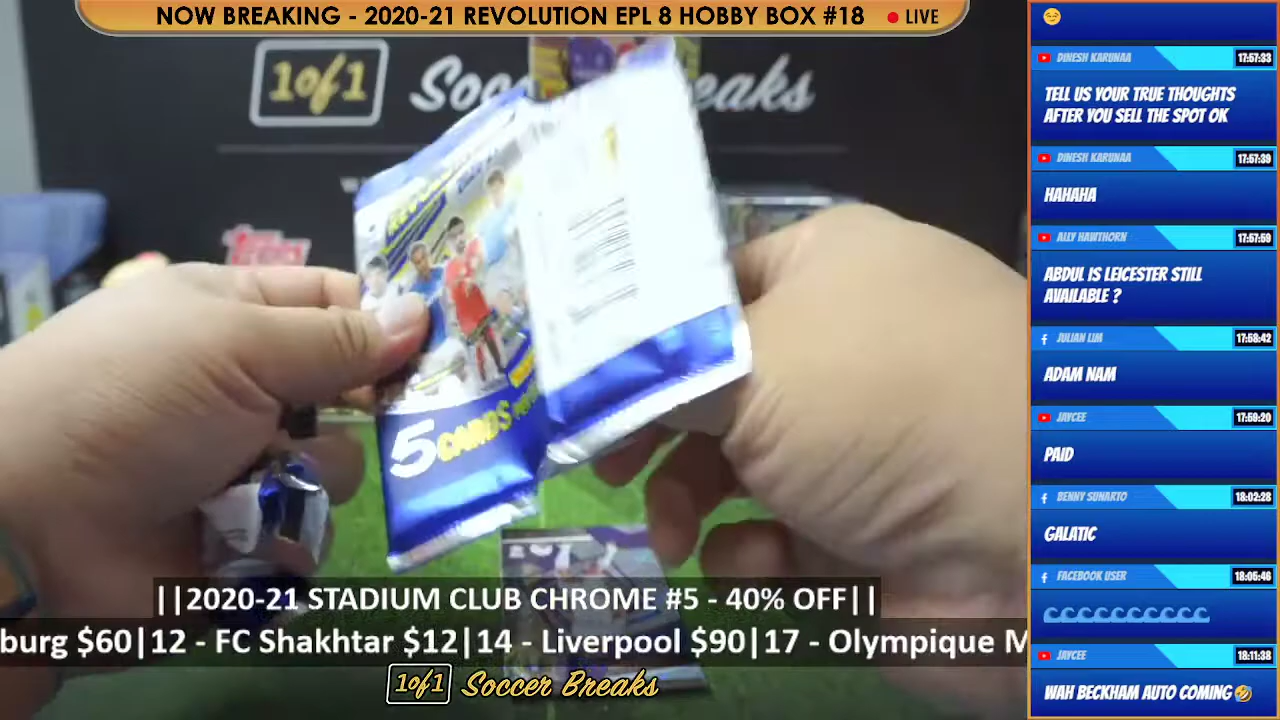 NOW BREAKING - 2020-21 REVOLUTION EPL 8 HOBBY BOX #18 LIVE
1of1 Soc eaks
topps
5 CARDS
||2020-21 STADIUM CLUB CHROME #5 - 40% OFF||
burg $60|12 - FC Shakhtar $12|14 - Liverpool $90|17 - Olympique M
1of1 Soccer Breaks
DINESH KARUNAA 17:57:33
TELL US YOUR TRUE THOUGHTS
AFTER YOU SELL THE SPOT OK
DINESH KARUNAA 17:57:39
HAHAHA
ALLY HAWTHORN 17:57:59
ABDUL IS LEICESTER STILL
AVAILABLE ?
JULIAN LIM 17:58:42
ADAM NAM
JAYCEE 17:59:20
PAID
BENNY SUNARTO 18:02:28
GALATIC
FACEBOOK USER 18:05:46
JAYCEE 18:11:38
WAH BECKHAM AUTO COMING 🤣